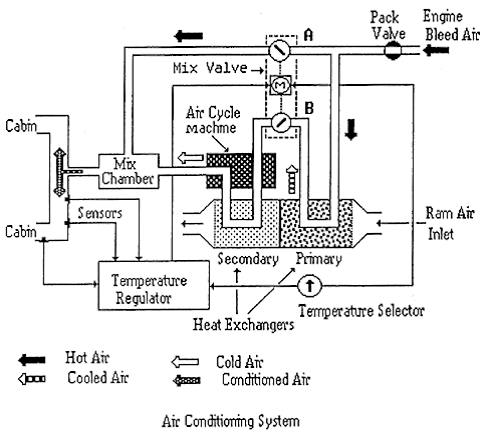 A
Pack
Valve
Engine
Bleed Air
Mix Valve
M
B
Air Cycle
machme
Cabin
Mix
Chamber
Sensors
Ram Air
Inlet
Cabin
Secondary
Primary
Temperature
Regulator
Heat Exchangers
Temperature Selector
Hot Air
Cold Air
Cooled Air
Conditioned Air
Air Conditioning System